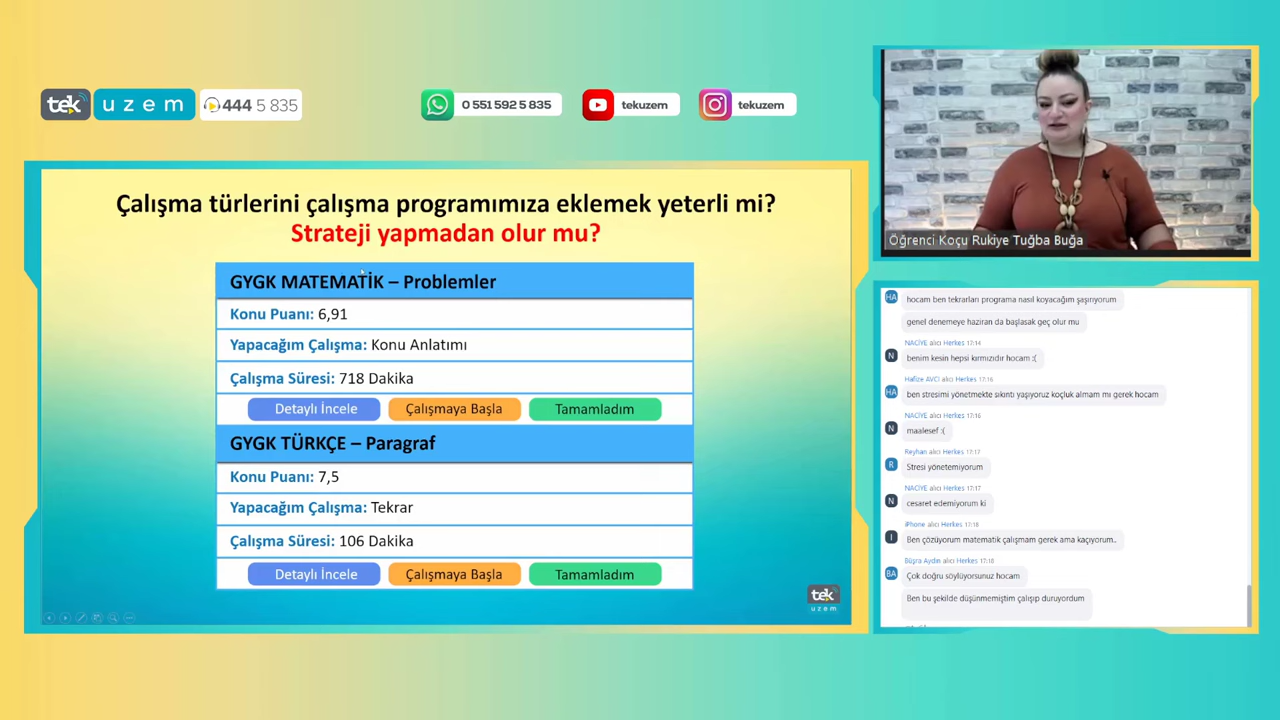 tek
uzem
444 5 835
0 551 592 5 835
tekuzem
tekuzem
Çalışma türlerini çalışma programımıza eklemek yeterli mi?
Strateji yapmadan olur mu?
GYGK MATEMATİK – Problemler
Konu Puanı: 6,91
Yapacağım Çalışma: Konu Anlatımı
Çalışma Süresi: 718 Dakika
Detaylı İncele
Çalışmaya Başla
Tamamladım
GYGK TÜRKÇE – Paragraf
Konu Puanı: 7,5
Yapacağım Çalışma: Tekrar
Çalışma Süresi: 106 Dakika
Detaylı İncele
Çalışmaya Başla
Tamamladım
tek
uzem
Öğrenci Koçu Rukiye Tuğba Buğa
HA
hocam ben tekrarları programa nasıl koyacağım şaşırıyorum
genel denemeye haziran da başlasak geç olur mu
NACİYE alıcı Herkes 17:14
N
benim kesin hepsi kırmızıdır hocam :(
Hafize AVCI alıcı Herkes 17:16
HA
ben stresimi yönetmekte sıkıntı yaşıyoruz koçluk almam mı gerek hocam
NACİYE alıcı Herkes 17:16
N
maalesef :(
Reyhan alıcı Herkes 17:17
R
Stresi yönetemiyorum
NACİYE alıcı Herkes 17:17
N
cesaret edemiyorum ki
iPhone alıcı Herkes 17:18
I
Ben çözüyorum matematik çalışmam gerek ama kaçıyorum..
Büşra Aydın alıcı Herkes 17:18
BA
Çok doğru söylüyorsunuz hocam
Ben bu şekilde düşünmemiştim çalışıp duruyordum